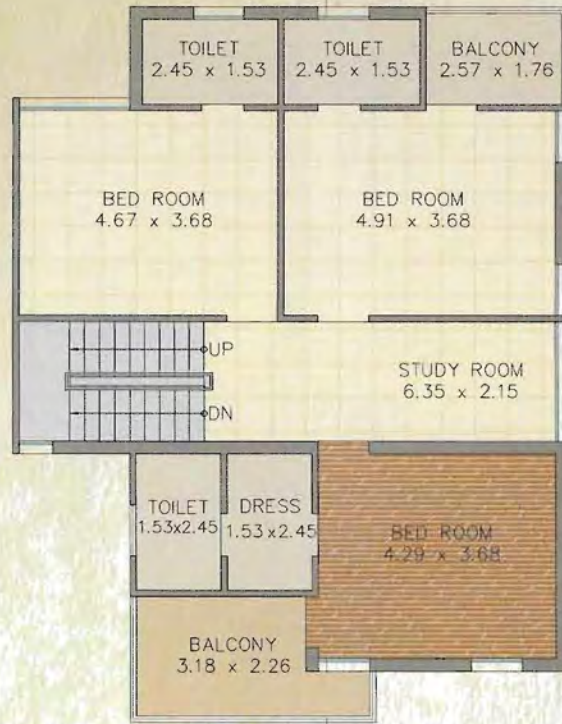 TOILET
2.45 x 1.53
TOILET
2.45 x 1.53
BALCONY
2.57 x 1.76
BED ROOM
4.67 x 3.68
BED ROOM
4.91 x 3.68
UP
DN
STUDY ROOM
6.35 x 2.15
TOILET
1.53x2.45
DRESS
1.53x2.45
BED ROOM
4.29 x 3.68
BALCONY
3.18 x 2.26